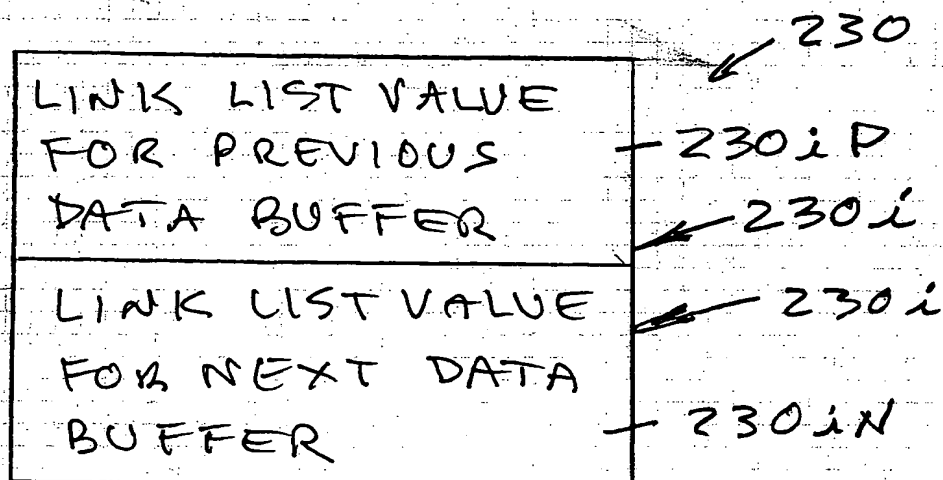 230
LINK LIST VALUE
FOR PREVIOUS
230iP
DATA BUFFER
230i
LINK LIST VALUE
230i
FOR NEXT DATA
BUFFER
230iN